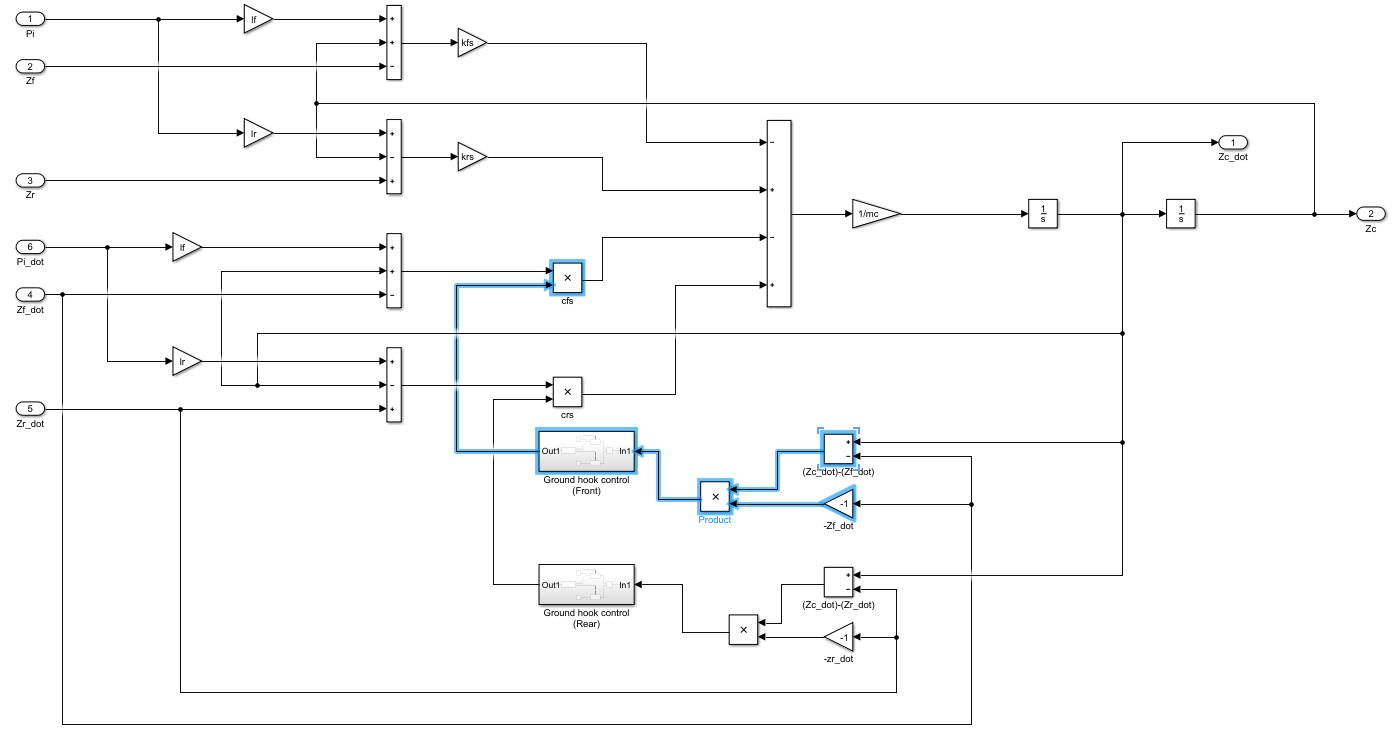 1
Pi
lf
+
+
−
kfs
2
Zf
lr
+
−
+
krs
3
Zr
−
+
−
+
1/mc
1
s
1
s
1
Zc_dot
2
Zc
6
Pi_dot
lf
+
+
−
×
cfs
4
Zf_dot
lr
+
−
+
×
crs
5
Zr_dot
Out1
In1
Ground hook control
(Front)
×
Product
+
−
(Zc_dot)-(Zf_dot)
-1
-Zf_dot
Out1
In1
Ground hook control
(Rear)
×
+
−
(Zc_dot)-(Zr_dot)
-1
-zr_dot